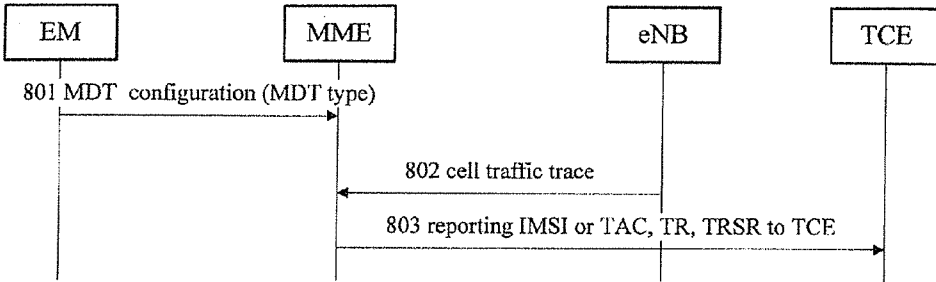 EM MME eNB TCE
801 MDT configuration (MDT type)
802 cell traffic trace
803 reporting IMSI or TAC, TR, TRSR to TCE